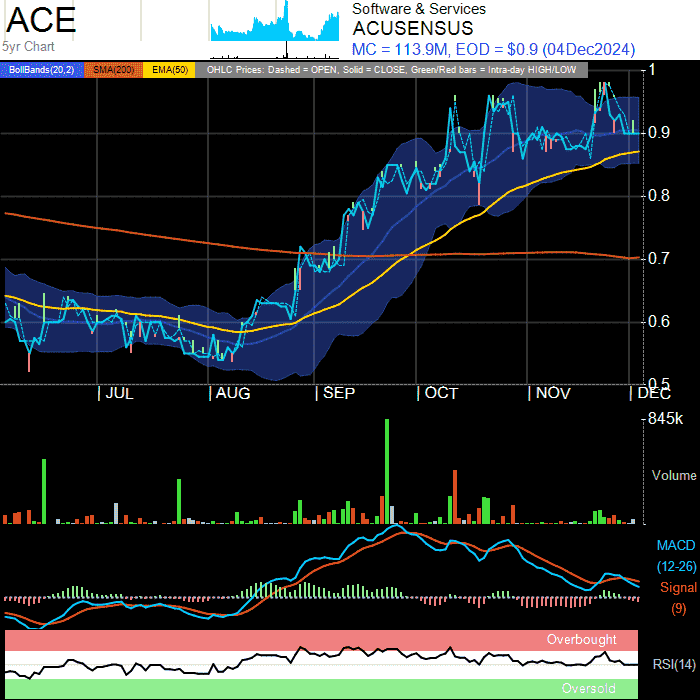 ACE
5yr Chart
Software & Services
ACUSENSUS
MC = 113.9M, EOD = $0.9 (04Dec2024)
BollBands(20,2) SMA(200) EMA(50) OHLC Prices: Dashed = OPEN, Solid = CLOSE, Green/Red bars = Intra-day HIGH/LOW
1
0.9
0.8
0.7
0.6
0.5
JUL AUG SEP OCT NOV DEC
845k
Volume
MACD
(12-26)
Signal
(9)
Overbought
RSI(14)
Oversold